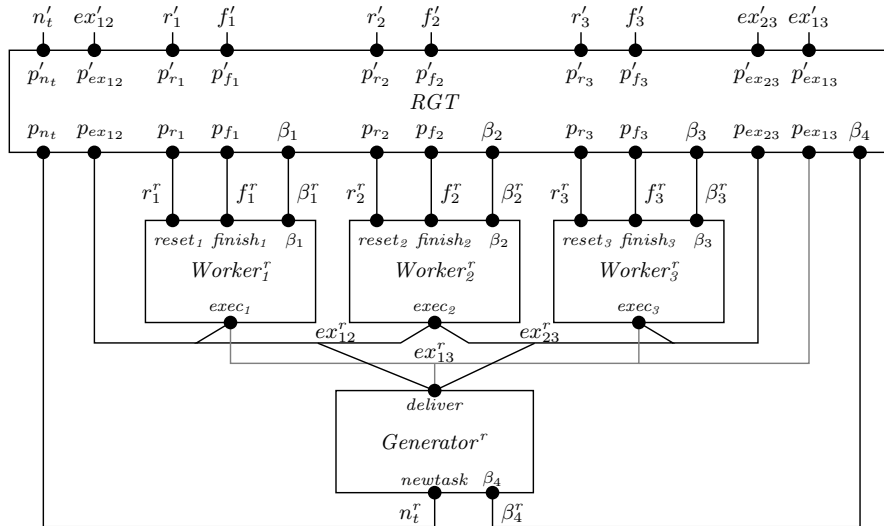 n′_t ex′_12 r′_1 f′_1 r′_2 f′_2 r′_3 f′_3 ex′_23 ex′_13
p′_{n_t} p′_{ex_12} p′_{r_1} p′_{f_1} p′_{r_2} p′_{f_2} p′_{r_3} p′_{f_3} p′_{ex_23} p′_{ex_13}
RGT
p_{n_t} p_{ex_12} p_{r_1} p_{f_1} β_1 p_{r_2} p_{f_2} β_2 p_{r_3} p_{f_3} β_3 p_{ex_23} p_{ex_13} β_4
r^r_1 f^r_1 β^r_1 r^r_2 f^r_2 β^r_2 r^r_3 f^r_3 β^r_3
reset_1 finish_1 β_1 reset_2 finish_2 β_2 reset_3 finish_3 β_3
Worker^r_1 Worker^r_2 Worker^r_3
exec_1 exec_2 exec_3
ex^r_12 ex^r_23
ex^r_13
deliver
Generator^r
newtask β_4
n^r_t β^r_4